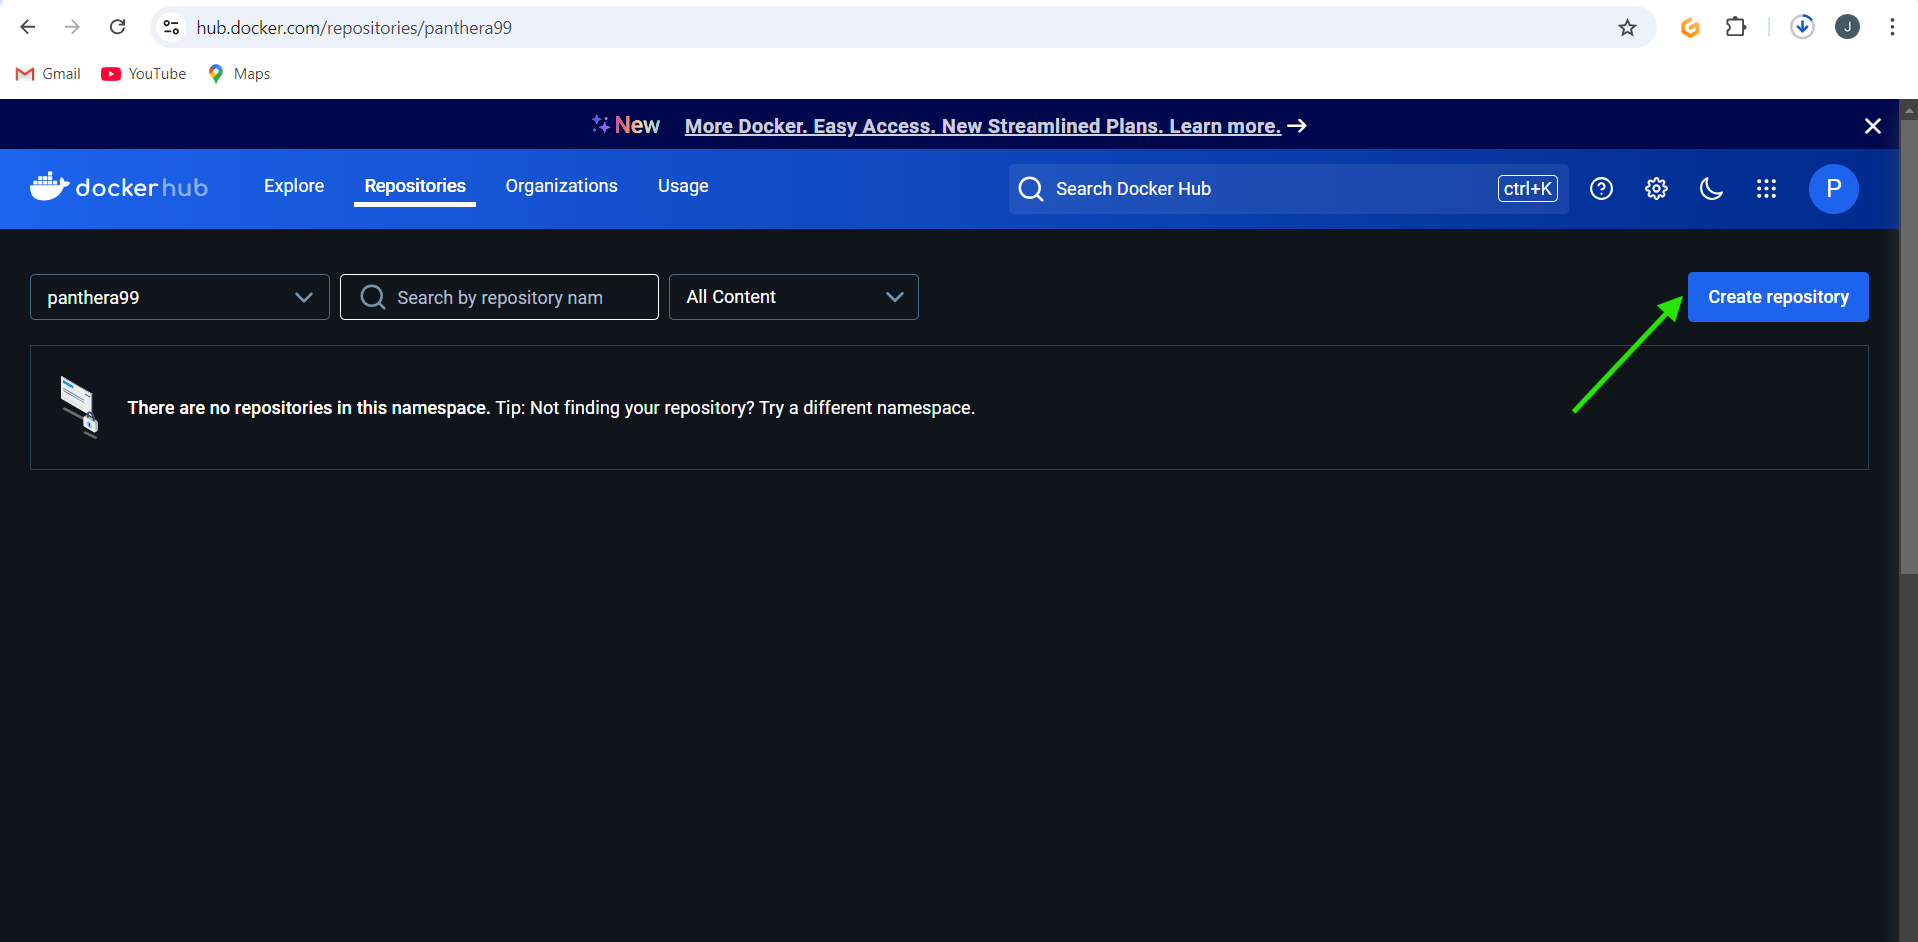 hub.docker.com/repositories/panthera99
J
Gmail YouTube Maps
New More Docker. Easy Access. New Streamlined Plans. Learn more.
docker hub Explore Repositories Organizations Usage Search Docker Hub ctrl+K P
panthera99 Search by repository nam All Content Create repository
There are no repositories in this namespace. Tip: Not finding your repository? Try a different namespace.